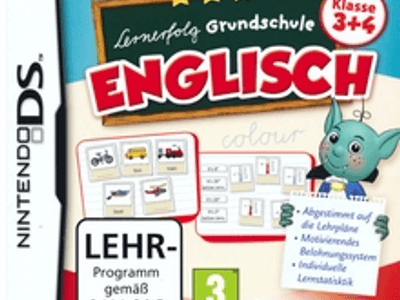 NINTENDO DS
Lernerfolg Grundschule
Klasse
3+4
ENGLISCH
colour
Abgestimmt auf
die Lehrpläne
Motivierendes
Belohnungssystem
Individuelle
Lernstatisktik
LEHR-
Programm
gemäß
3